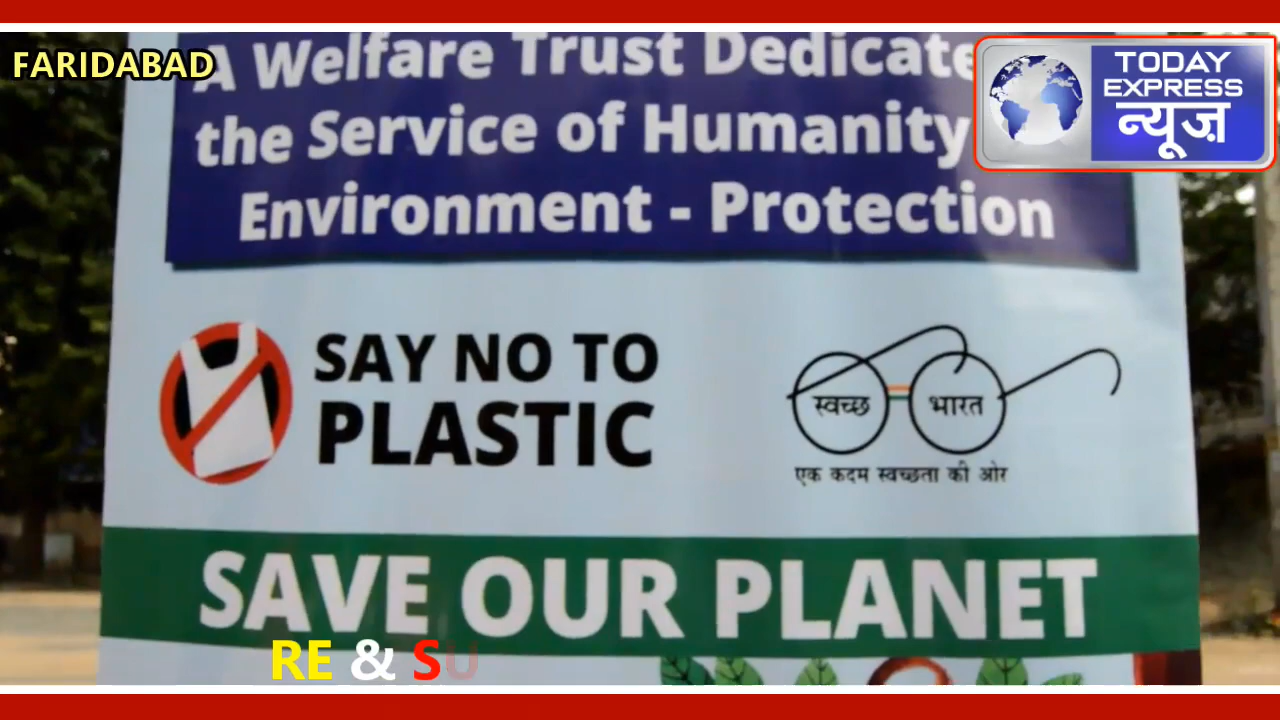 FARIDABAD
TODAY
EXPRESS
न्यूज़
A Welfare Trust
the Service of Humanity
Environment - Protection
SAY NO TO
PLASTIC
स्वच्छ भारत
एक कदम स्वच्छता की ओर
SAVE OUR PLANET
RE & SU